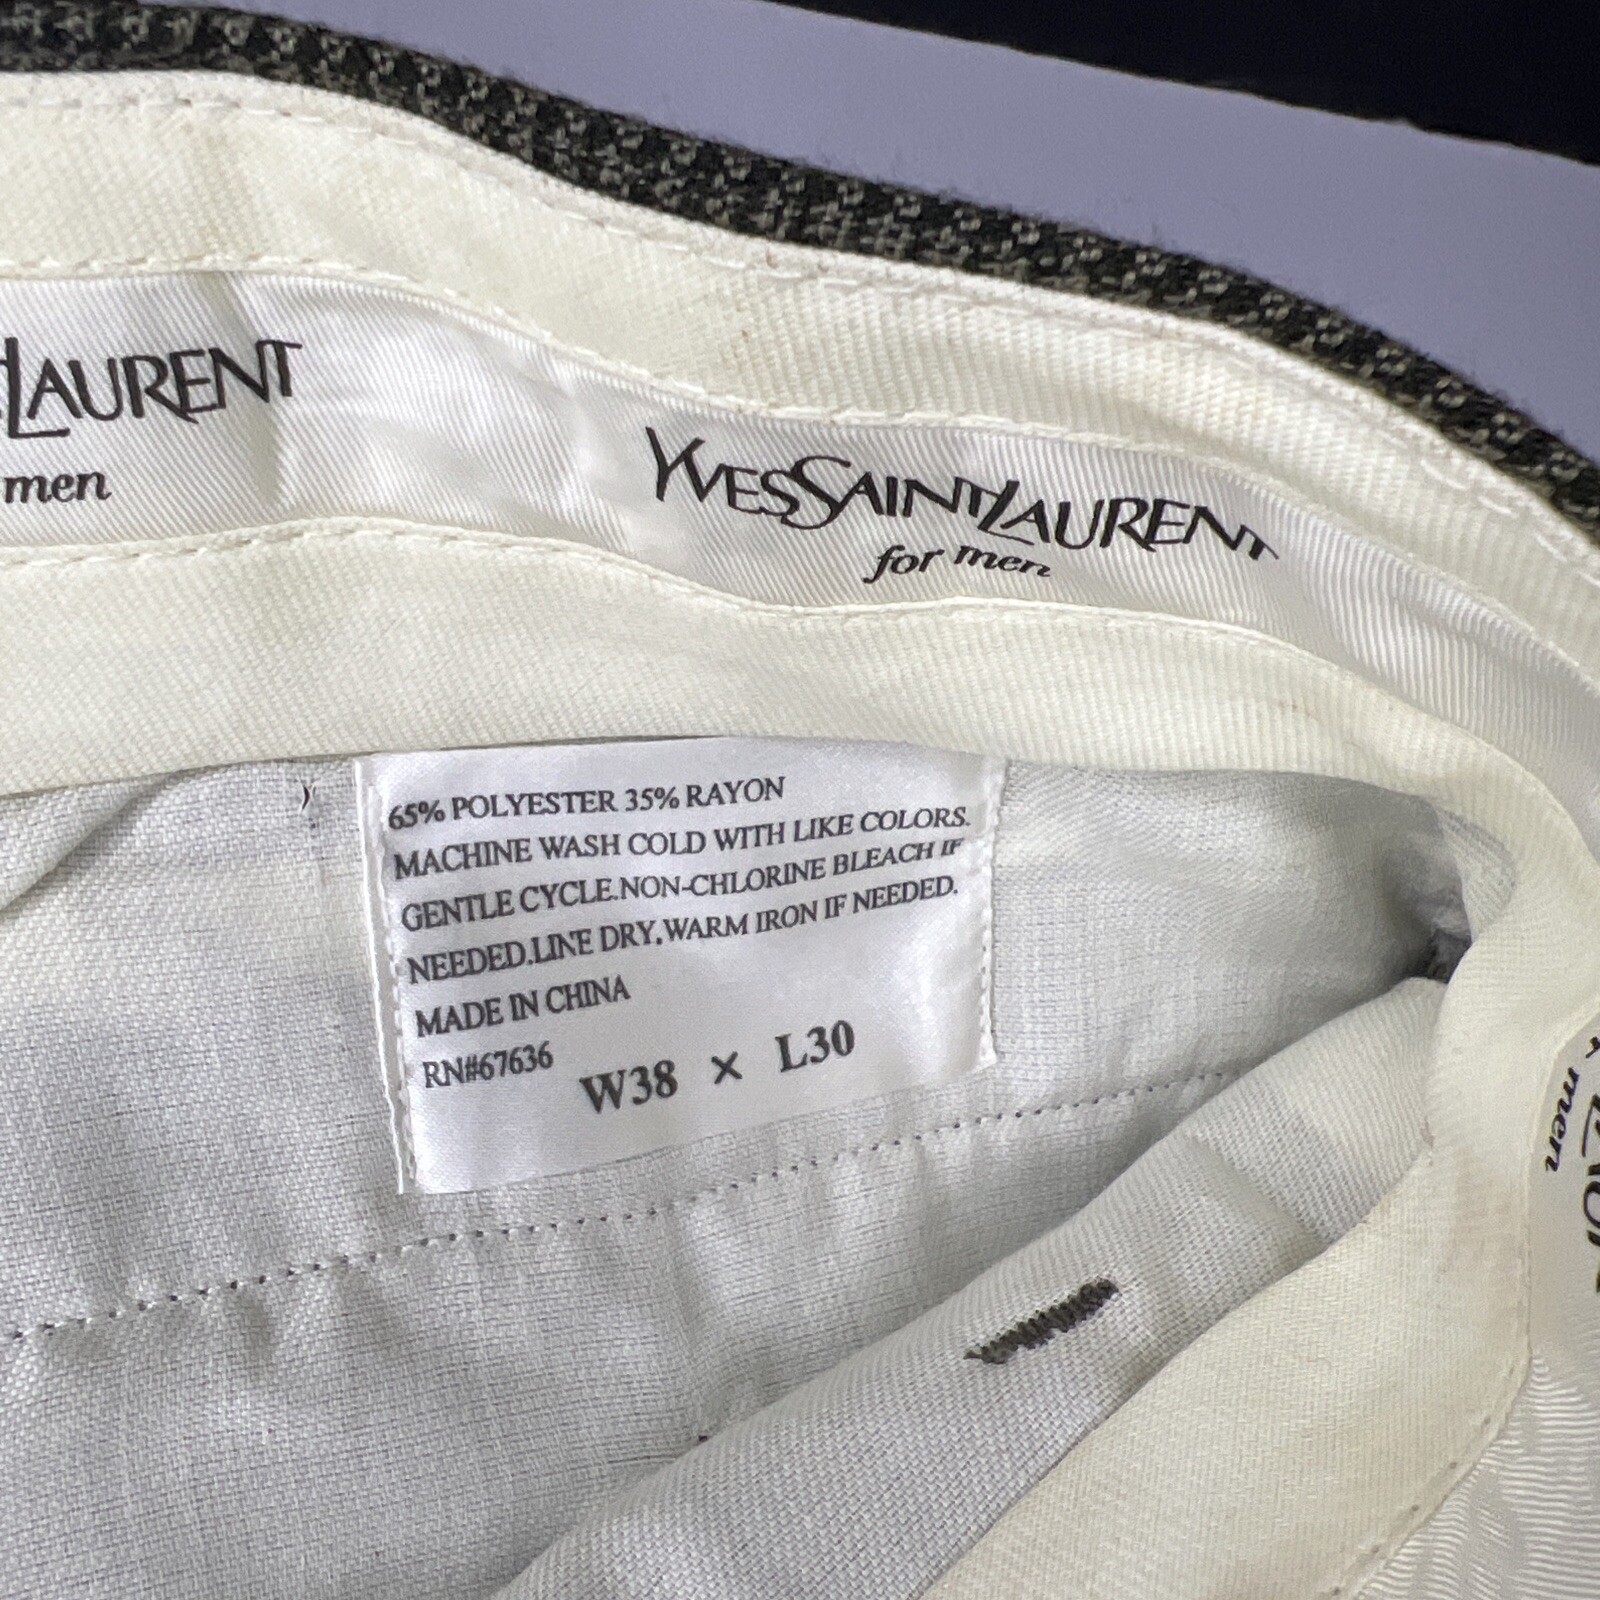 LAURENT
men
YVESSAINTLAURENT
for men
65% POLYESTER 35% RAYON
MACHINE WASH COLD WITH LIKE COLORS.
GENTLE CYCLE.NON-CHLORINE BLEACH IF
NEEDED.LINE DRY,WARM IRON IF NEEDED.
MADE IN CHINA
RN#67636
W38 × L30
men